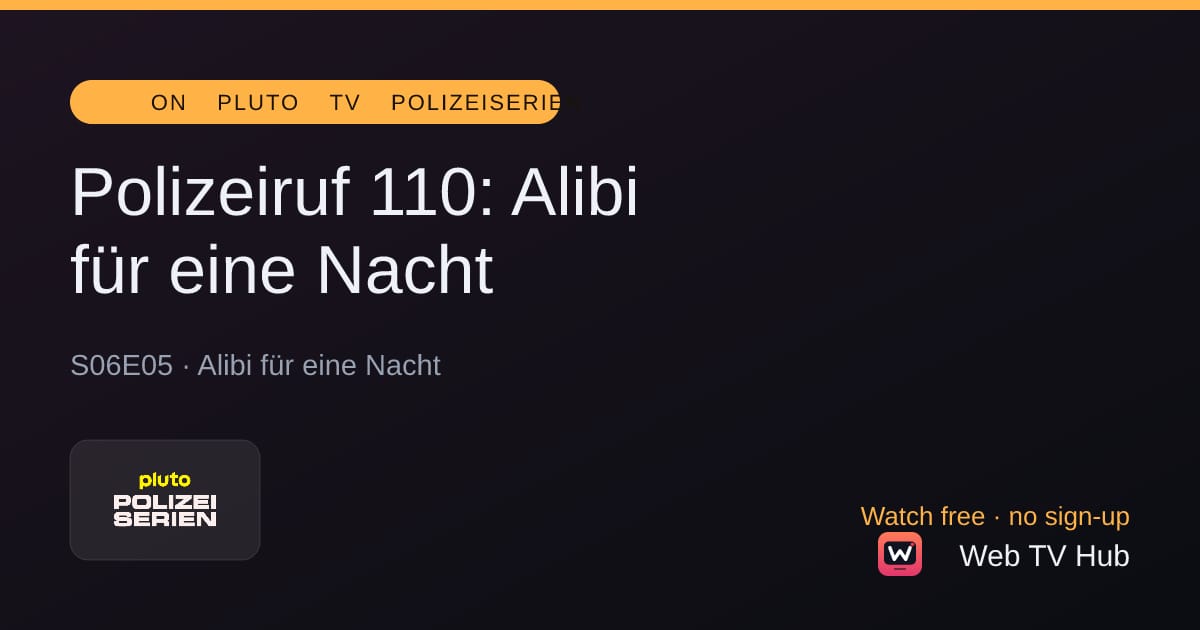 ON PLUTO TV POLIZEISERIE
Polizeiruf 110: Alibi
für eine Nacht
S06E05 · Alibi für eine Nacht
pluto
POLIZEI
SERIEN
Watch free · no sign-up
W
Web TV Hub